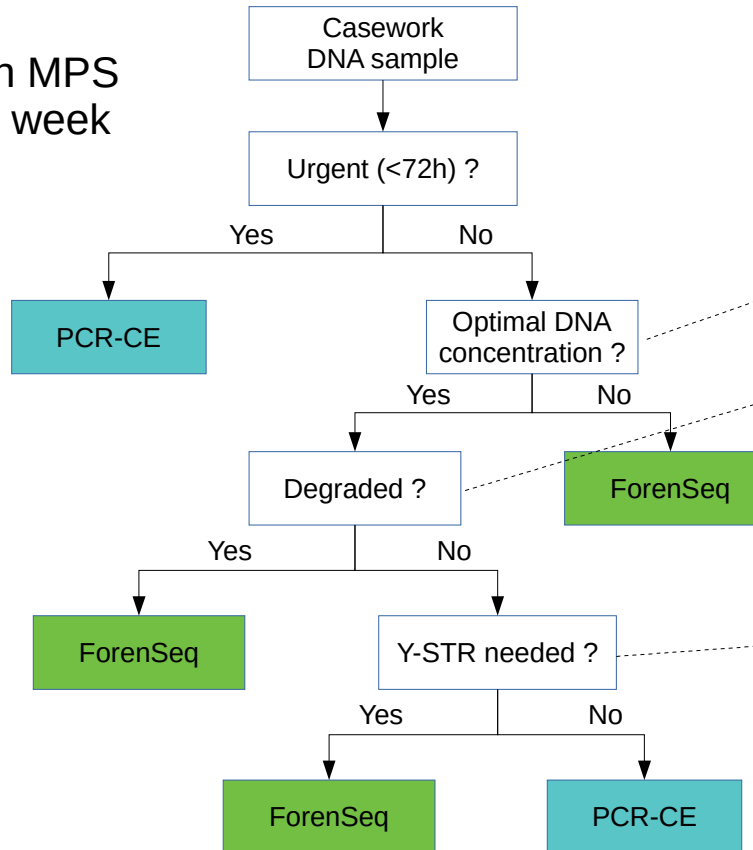 Casework
DNA sample
n MPS
week
Urgent (<72h) ?
Yes
No
PCR-CE
Optimal DNA
concentration ?
Yes
No
Degraded ?
ForenSeq
Yes
No
ForenSeq
Y-STR needed ?
Yes
No
ForenSeq
PCR-CE